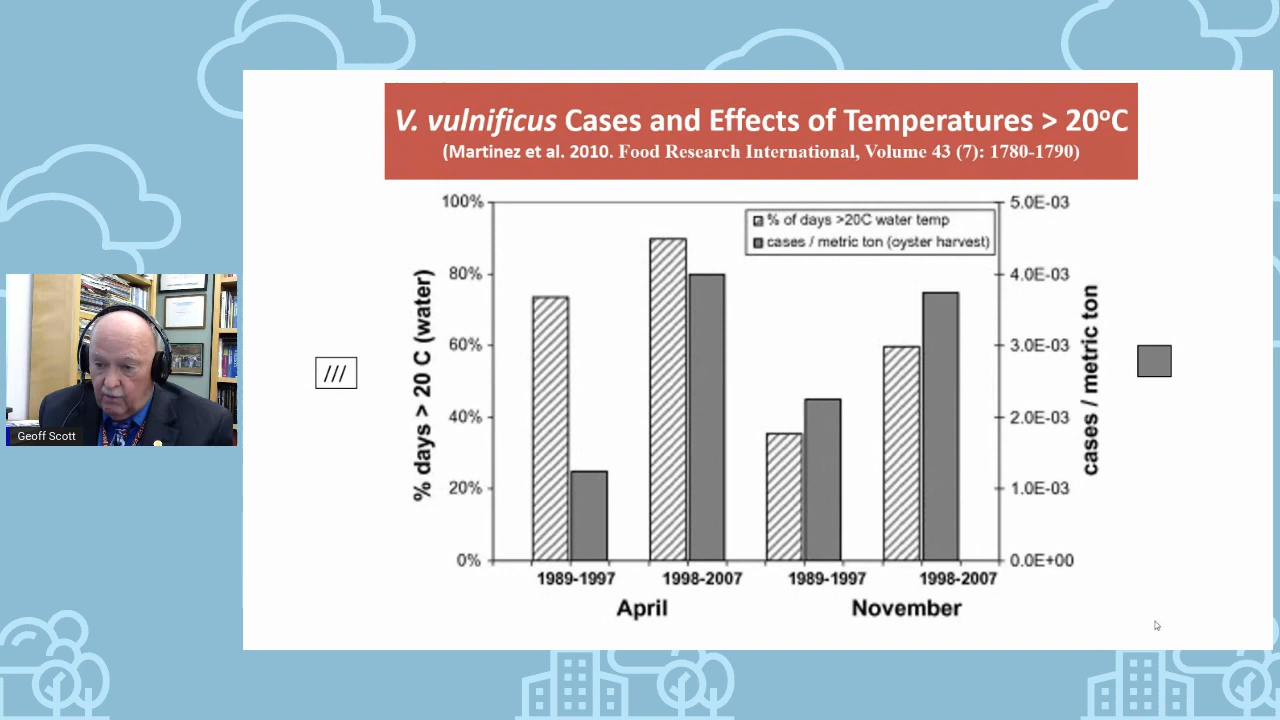 V. vulnificus Cases and Effects of Temperatures > 20ºC
(Martinez et al. 2010. Food Research International, Volume 43 (7): 1780-1790)
100%
80%
60%
40%
20%
0%
% days > 20 C (water)
% of days >20C water temp
cases / metric ton (oyster harvest)
5.0E-03
4.0E-03
3.0E-03
2.0E-03
1.0E-03
0.0E+00
cases / metric ton
///
1989-1997 1998-2007 1989-1997 1998-2007
April November
Geoff Scott